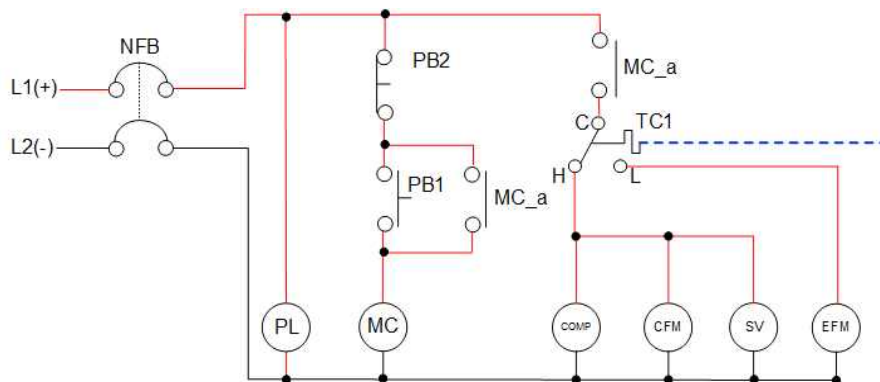 NFB
L1(+)
L2(-)
PB2
PB1
MC_a
MC_a
C
TC1
H
L
PL
MC
COMP
CFM
SV
EFM